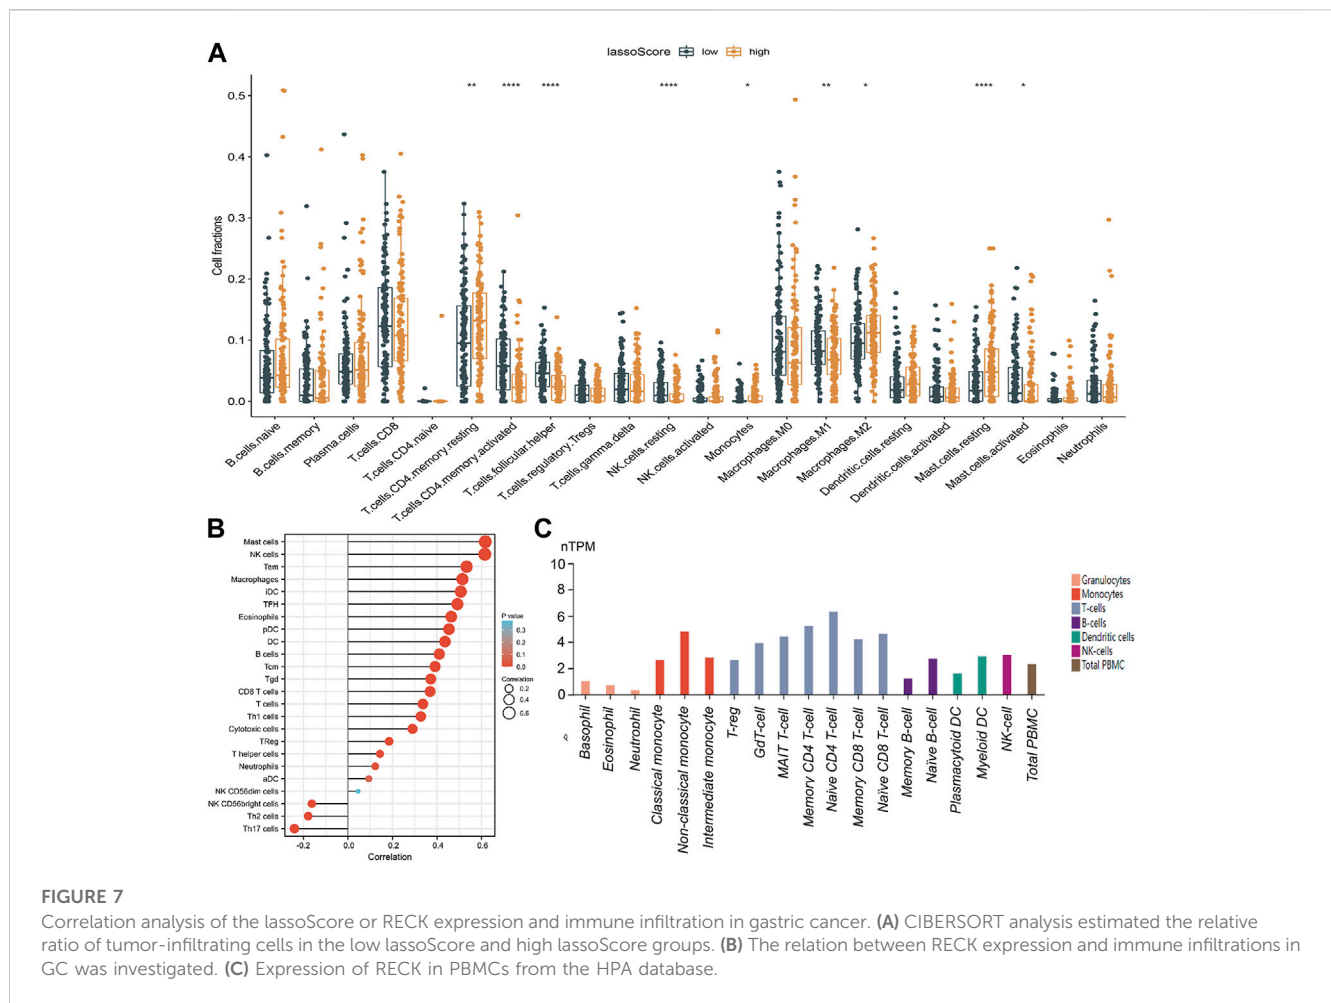 A
lassoScore low high
** **** **** **** * ** * **** *
0.5
0.4
0.3
0.2
0.1
0.0
Cell fractions
B.cells.naive
B.cells.memory
Plasma.cells
T.cells.CD8
T.cells.CD4.naive
T.cells.CD4.memory.resting
T.cells.CD4.memory.activated
T.cells.follicular.helper
T.cells.regulatory.Tregs
T.cells.gamma.delta
NK.cells.resting
NK.cells.activated
Monocytes
Macrophages.M0
Macrophages.M1
Macrophages.M2
Dendritic.cells.resting
Dendritic.cells.activated
Mast.cells.resting
Mast.cells.activated
Eosinophils
Neutrophils
B
Mast cells
NK cells
Tem
Macrophages
iDC
TFH
Eosinophils
pDC
DC
B cells
Tcm
Tgd
CD8 T cells
T cells
Th1 cells
Cytotoxic cells
TReg
T helper cells
Neutrophils
aDC
NK CD56dim cells
NK CD56bright cells
Th2 cells
Th17 cells
-0.2 0.0 0.2 0.4 0.6
Correlation
P value
0.3
0.2
0.1
0.0
Correlation
0.2
0.4
0.6
C
nTPM
10
8
6
4
2
0
Basophil
Eosinophil
Neutrophil
Classical monocyte
Non-classical monocyte
Intermediate monocyte
T-reg
GdT-cell
MAIT T-cell
Memory CD4 T-cell
Naive CD4 T-cell
Memory CD8 T-cell
Naïve CD8 T-cell
Memory B-cell
Naïve B-cell
Plasmacytoid DC
Myeloid DC
NK-cell
Total PBMC
Granulocytes
Monocytes
T-cells
B-cells
Dendritic cells
NK-cells
Total PBMC
FIGURE 7
Correlation analysis of the lassoScore or RECK expression and immune infiltration in gastric cancer. (A) CIBERSORT analysis estimated the relative
ratio of tumor-infiltrating cells in the low lassoScore and high lassoScore groups. (B) The relation between RECK expression and immune infiltrations in
GC was investigated. (C) Expression of RECK in PBMCs from the HPA database.